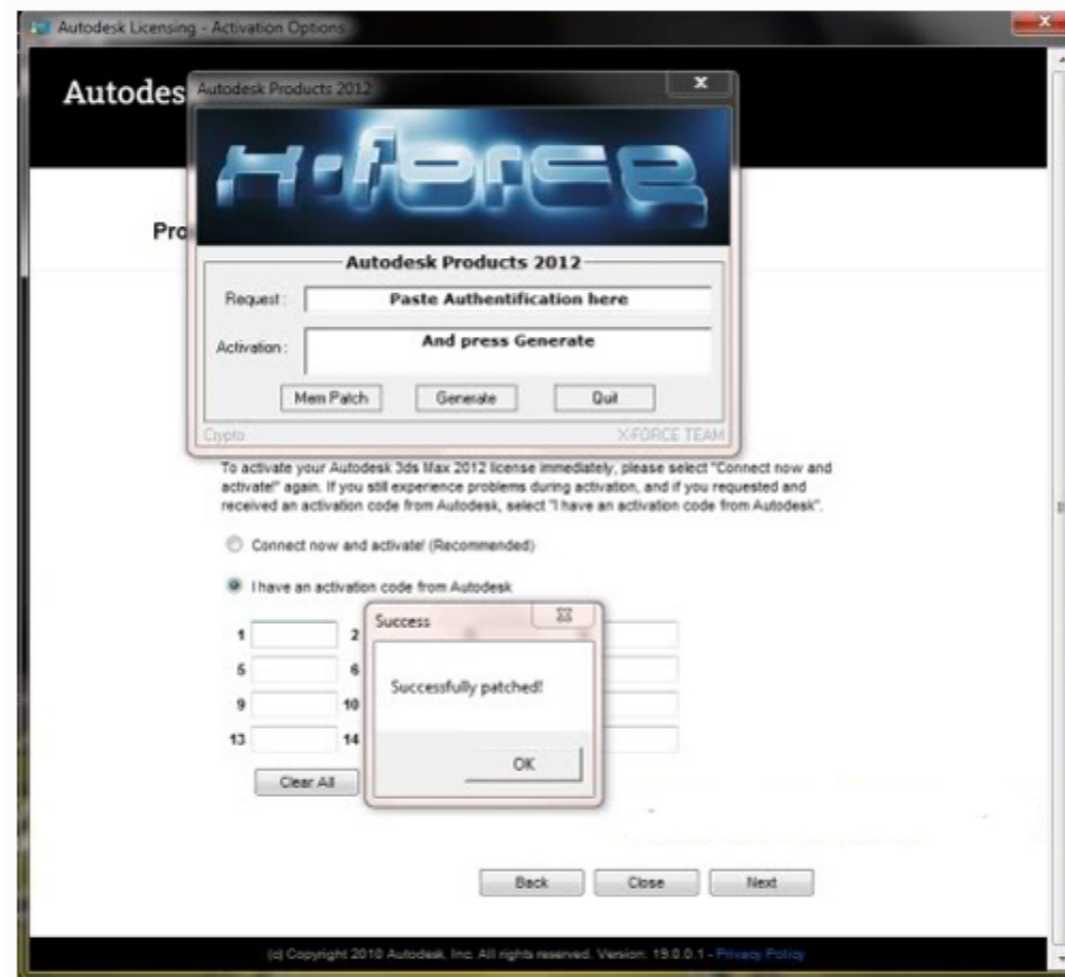 Autodesk Licensing - Activation Options
Autodes
Autodesk Products 2012
X
x-force
Pro
Autodesk Products 2012
Request :
Paste Authentification here
Activation :
And press Generate
Mem Patch
Generate
Quit
Crypto
X-FORCE TEAM
To activate your Autodesk 3ds Max 2012 license immediately, please select "Connect now and
activate!" again. If you still experience problems during activation, and if you requested and
received an activation code from Autodesk, select "I have an activation code from Autodesk".
Connect now and activate! (Recommended)
I have an activation code from Autodesk
Success
1 2
5 6
Successfully patched!
9 10
13 14
OK
Clear All
Back Close Next
(c) Copyright 2010 Autodesk, Inc. All rights reserved. Version: 19.0.0.1 - Privacy Policy